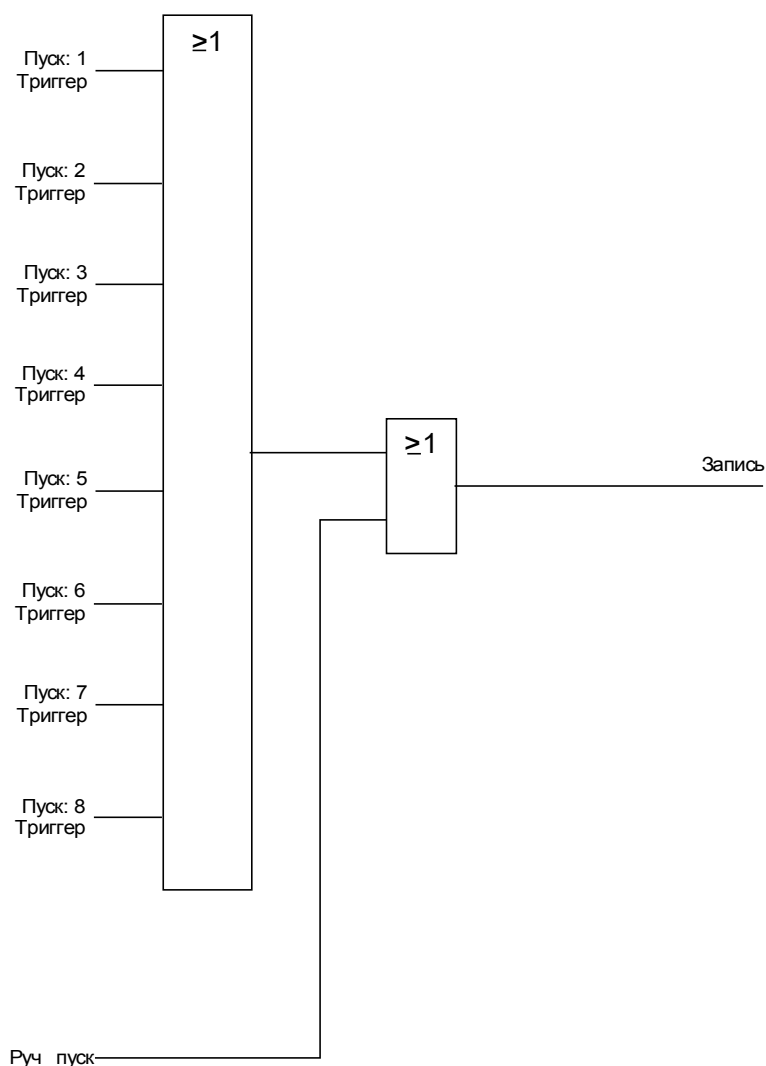 ≥1
Пуск: 1
Триггер
Пуск: 2
Триггер
Пуск: 3
Триггер
Пуск: 4
Триггер
≥1
Запись
Пуск: 5
Триггер
Пуск: 6
Триггер
Пуск: 7
Триггер
Пуск: 8
Триггер
Руч пуск